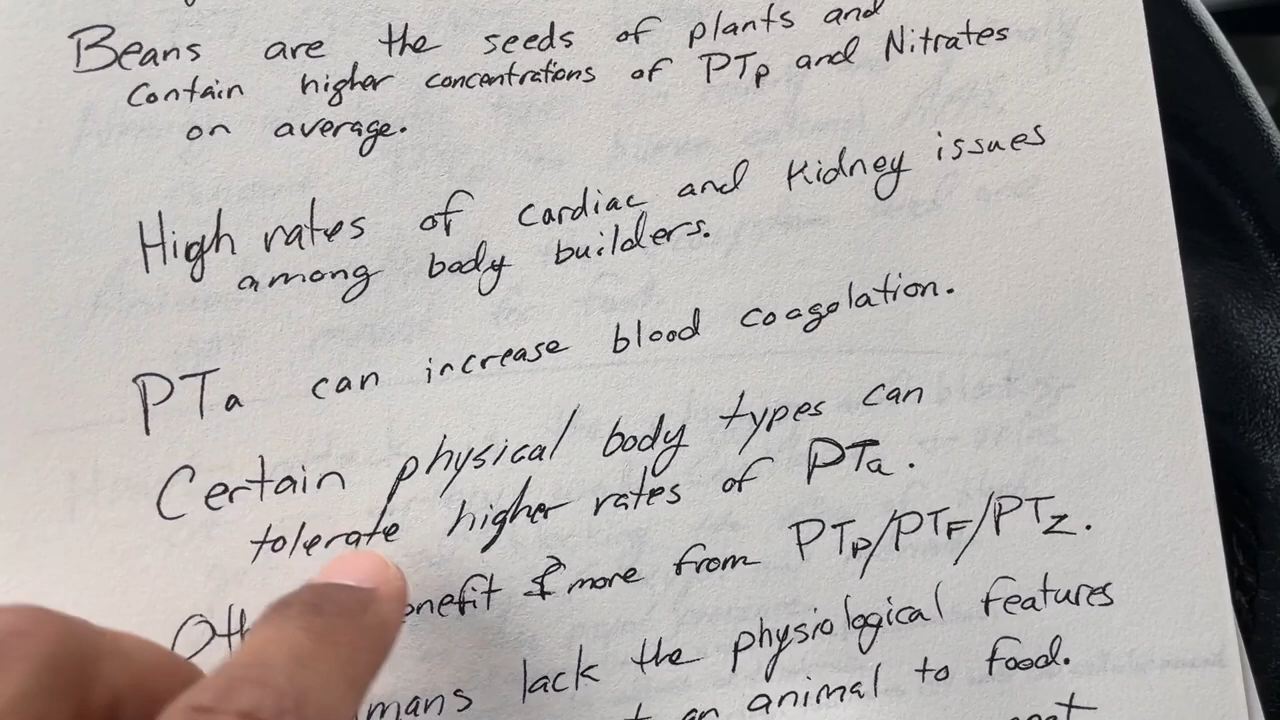 Beans are the seeds of plants and
contain higher concentrations of PTp and Nitrates
on average.
High rates of cardiac and Kidney issues
among body builders.
PTa can increase blood coagolation.
Certain physical body types can
tolerate higher rates of PTa.
more from PTp/PTF/PTZ.
lack the physiological features
an animal to food.